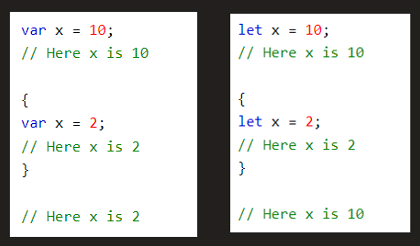 var x = 10;
// Here x is 10
{
var x = 2;
// Here x is 2
}
// Here x is 2
let x = 10;
// Here x is 10
{
let x = 2;
// Here x is 2
}
// Here x is 10